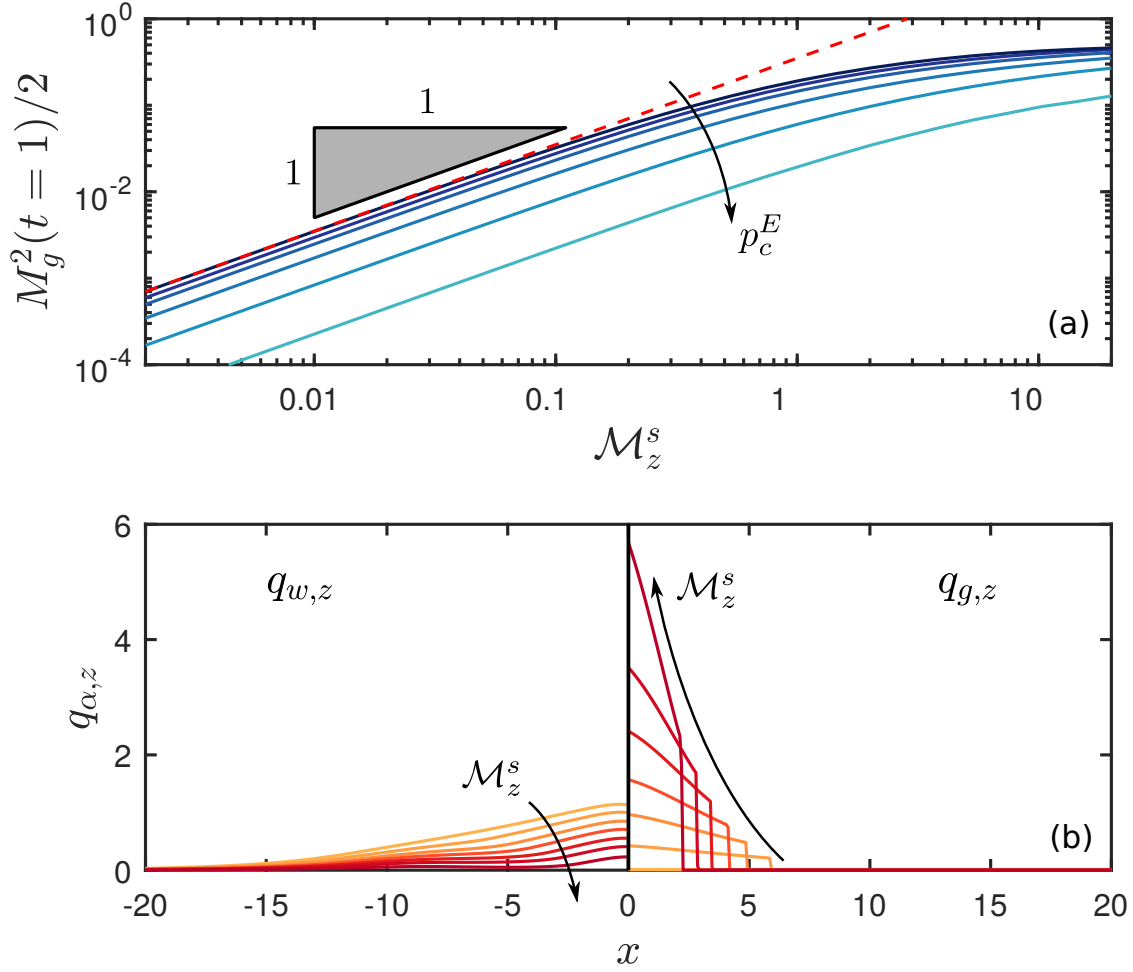 M_g^2(t = 1)/2
10^0
10^{-2}
10^{-4}
1
1
p_c^E
(a)
0.01 0.1 1 10
ℳ_z^s
q_{α,z}
6
4
2
0
q_{w,z}
ℳ_z^s
q_{g,z}
ℳ_z^s
(b)
-20 -15 -10 -5 0 5 10 15 20
x